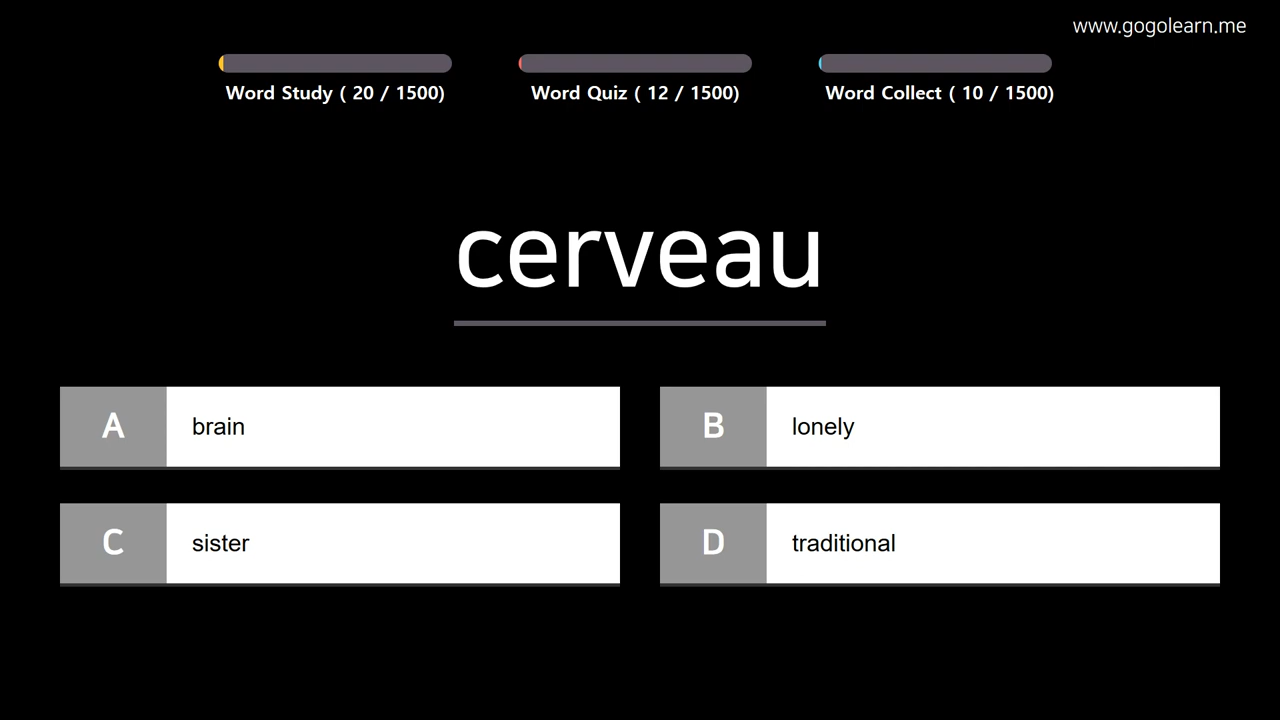 www.gogolearn.me
Word Study ( 20 / 1500)
Word Quiz ( 12 / 1500)
Word Collect ( 10 / 1500)
cerveau
A brain
B lonely
C sister
D traditional